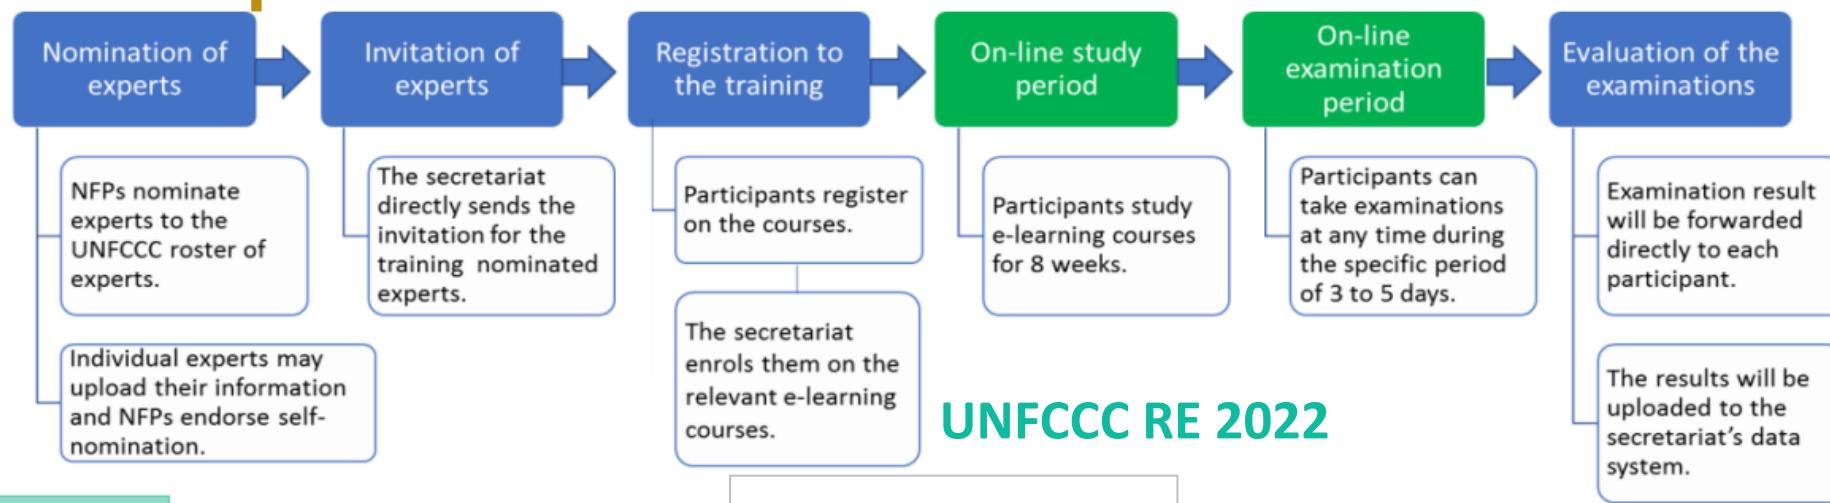 Nomination of
experts
Invitation of
experts
Registration to
the training
On-line study
period
On-line
examination
period
Evaluation of the
examinations
NFPs nominate
experts to the
UNFCCC roster of
experts.
Individual experts may
upload their information
and NFPs endorse self-
nomination.
The secretariat
directly sends the
invitation for the
training nominated
experts.
Participants register
on the courses.
The secretariat
enrols them on the
relevant e-learning
courses.
Participants study
e-learning courses
for 8 weeks.
Participants can
take examinations
at any time during
the specific period
of 3 to 5 days.
Examination result
will be forwarded
directly to each
participant.
The results will be
uploaded to the
secretariat's data
system.
UNFCCC RE 2022